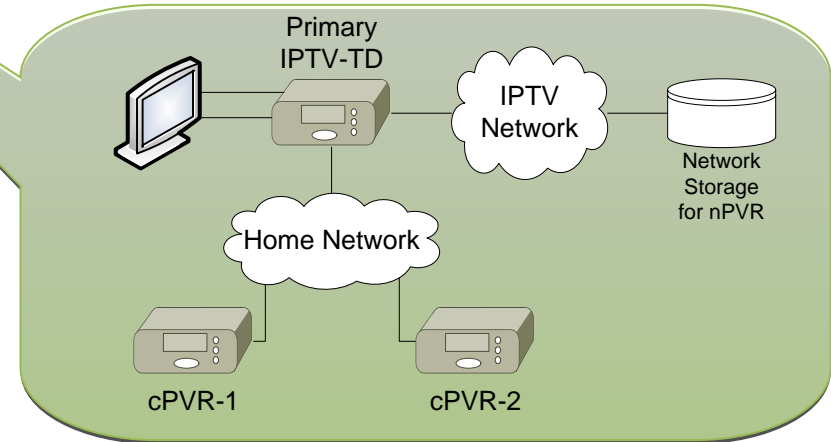 Primary
IPTV-TD
IPTV
Network
Network
Storage
for nPVR
Home Network
cPVR-1
cPVR-2